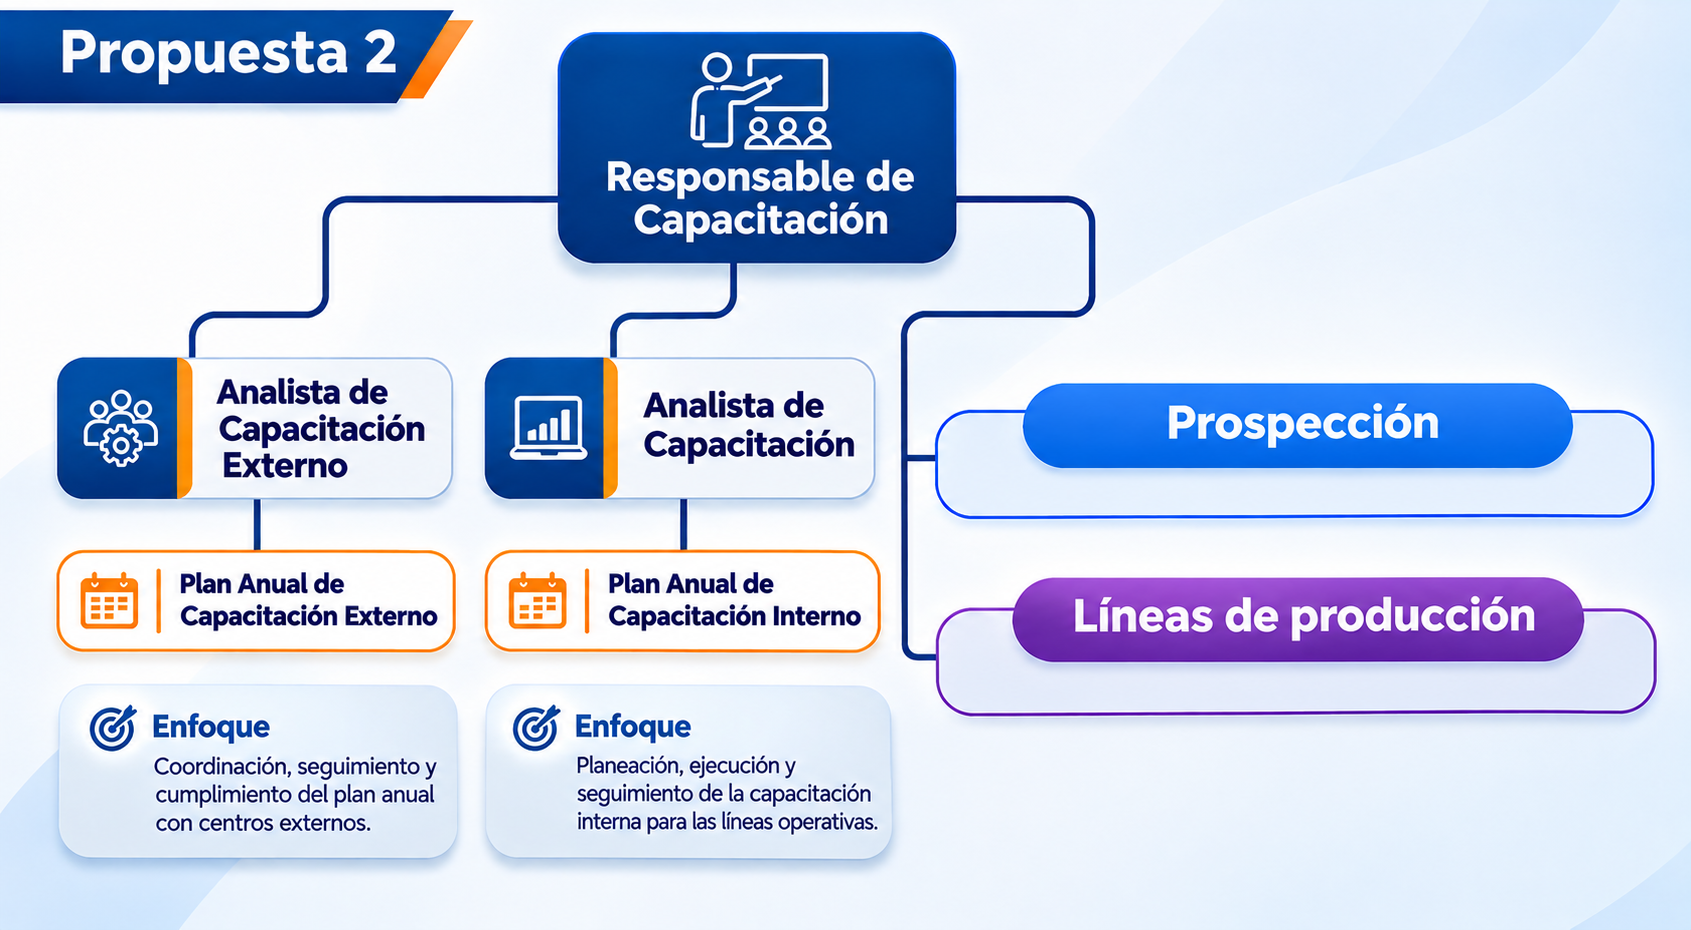 Propuesta 2
Responsable de
Capacitación
Analista de
Capacitación
Externo
Analista de
Capacitación
Prospección
Plan Anual de
Capacitación Externo
Plan Anual de
Capacitación Interno
Líneas de producción
Enfoque
Coordinación, seguimiento y
cumplimiento del plan anual
con centros externos.
Enfoque
Planeación, ejecución y
seguimiento de la capacitación
interna para las líneas operativas.